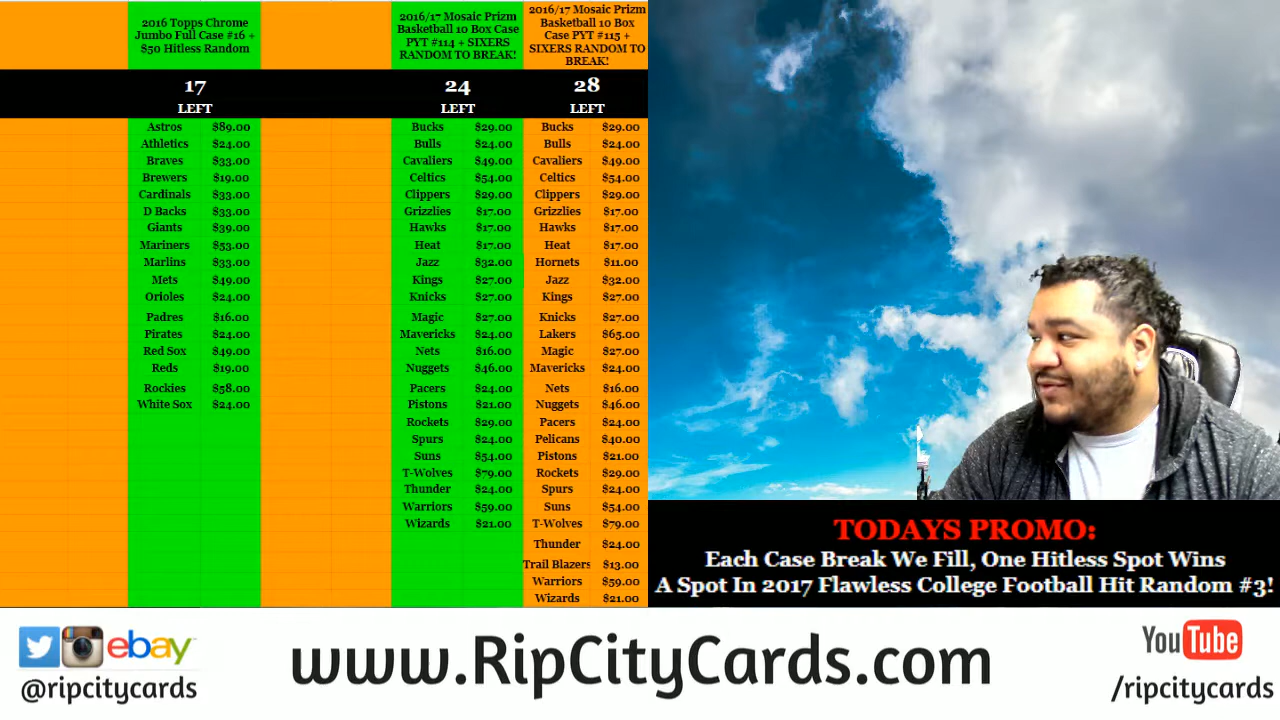 2016 Topps Chrome
Jumbo Full Case #16 +
$50 Hitless Random
17
LEFT
Astros $89.00
Athletics $24.00
Braves $33.00
Brewers $19.00
Cardinals $33.00
D Backs $33.00
Giants $39.00
Mariners $53.00
Marlins $33.00
Mets $49.00
Orioles $24.00
Padres $16.00
Pirates $24.00
Red Sox $49.00
Reds $19.00
Rockies $58.00
White Sox $24.00
2016/17 Mosaic Prizm
Basketball 10 Box Case
PYT #114 + SIXERS
RANDOM TO BREAK!
24
LEFT
Bucks $29.00
Bulls $24.00
Cavaliers $49.00
Celtics $54.00
Clippers $29.00
Grizzlies $17.00
Hawks $17.00
Heat $17.00
Jazz $32.00
Kings $27.00
Knicks $27.00
Magic $27.00
Mavericks $24.00
Nets $16.00
Nuggets $46.00
Pacers $24.00
Pistons $21.00
Rockets $29.00
Spurs $24.00
Suns $54.00
T-Wolves $79.00
Thunder $24.00
Warriors $59.00
Wizards $21.00
2016/17 Mosaic Prizm
Basketball 10 Box
Case PYT #115 +
SIXERS RANDOM TO
BREAK!
28
LEFT
Bucks $29.00
Bulls $24.00
Cavaliers $49.00
Celtics $54.00
Clippers $29.00
Grizzlies $17.00
Hawks $17.00
Heat $17.00
Hornets $11.00
Jazz $32.00
Kings $27.00
Knicks $27.00
Lakers $65.00
Magic $27.00
Mavericks $24.00
Nets $16.00
Nuggets $46.00
Pacers $24.00
Pelicans $40.00
Pistons $21.00
Rockets $29.00
Spurs $24.00
Suns $54.00
T-Wolves $79.00
Thunder $24.00
Trail Blazers $13.00
Warriors $59.00
Wizards $21.00
TODAYS PROMO:
Each Case Break We Fill, One Hitless Spot Wins
A Spot In 2017 Flawless College Football Hit Random #3!
ebay
@ripcitycards
www.RipCityCards.com
YouTube
/ripcitycards